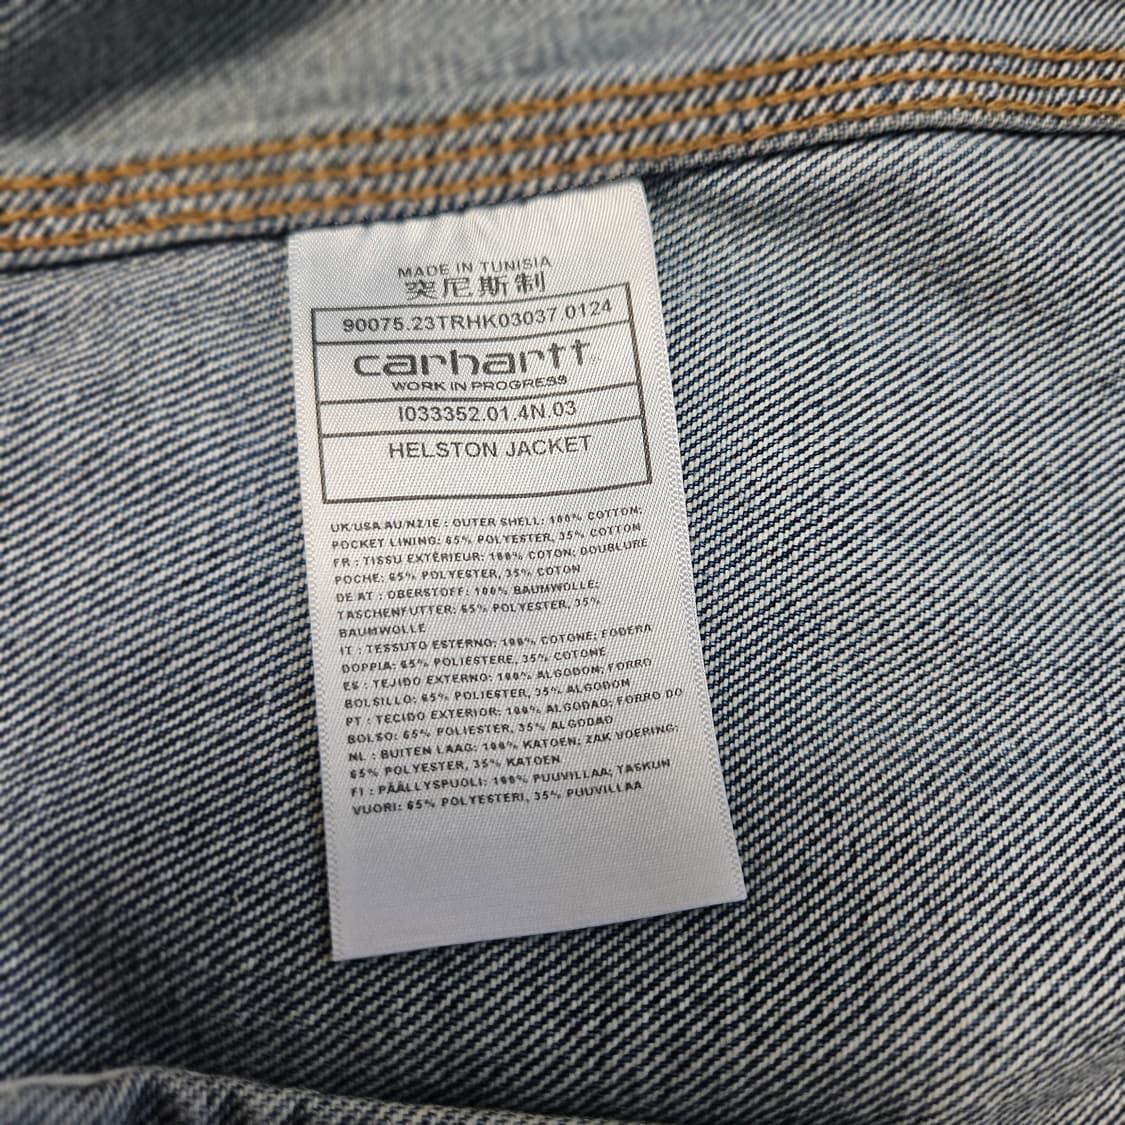 MADE IN TUNISIA
突尼斯制
90075.23TRHK03037 0124
carhartt
WORK IN PROGRESS
I033352.01.4N.03
HELSTON JACKET
UK USA AU NZ IE : OUTER SHELL: 100% COTTON;
POCKET LINING: 65% POLYESTER, 35% COTTON
FR : TISSU EXTÉRIEUR: 100% COTON; DOUBLURE
POCHE: 65% POLYESTER, 35% COTON
DE AT : OBERSTOFF: 100% BAUMWOLLE;
TASCHENFUTTER: 65% POLYESTER, 35%
BAUMWOLLE
IT : TESSUTO ESTERNO: 100% COTONE; FODERA
DOPPIA: 65% POLIESTERE, 35% COTONE
ES : TEJIDO EXTERNO: 100% ALGODON; FORRO
BOLSILLO: 65% POLIESTER, 35% ALGODON
PT : TECIDO EXTERIOR: 100% ALGODAO; FORRO DO
BOLSO: 65% POLIESTER, 35% ALGODAO
NL : BUITEN LAAG: 100% KATOEN; ZAK VOERING:
65% POLYESTER, 35% KATOEN
FI : PÄÄLLYSPUOLI: 100% PUUVILLAA; TASKUN
VUORI: 65% POLYESTERI, 35% PUUVILLAA